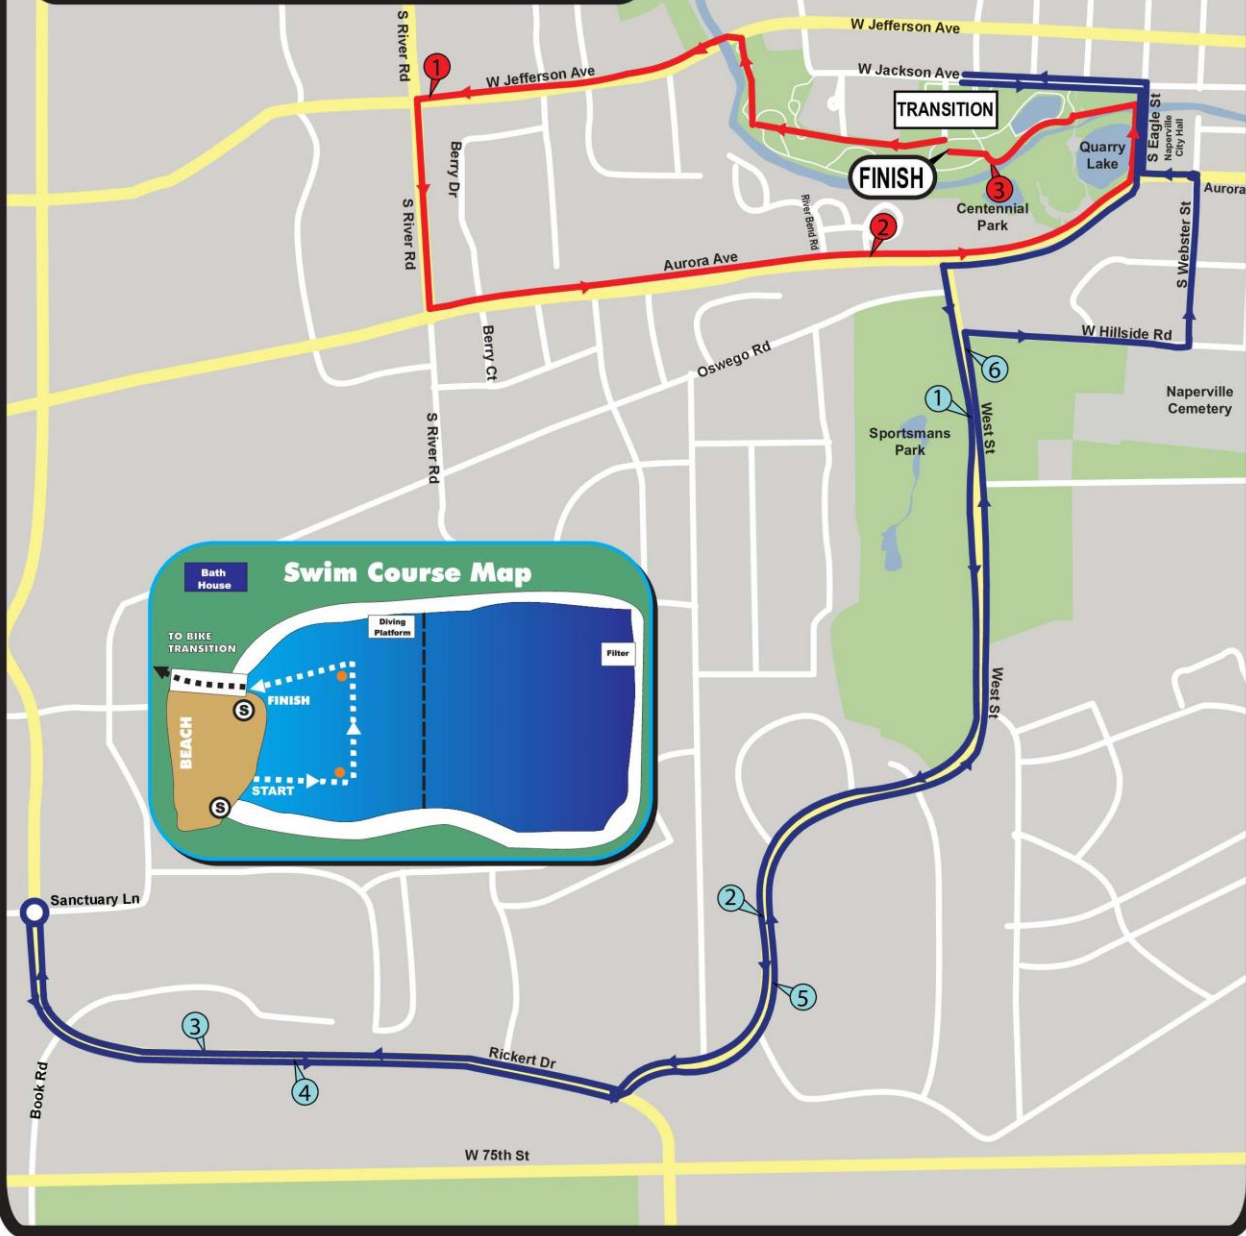 S River Rd
1
W Jefferson Ave
W Jefferson Ave
W Jackson Ave
TRANSITION
S Eagle St
Naperville
City Hall
Quarry
Lake
FINISH
3
Centennial
Park
Aurora
Berry Dr
S River Rd
River Bend Rd
2
Aurora Ave
S Webster St
W Hillside Rd
6
1
West St
Naperville
Cemetery
Sportsmans
Park
Berry Ct
Oswego Rd
S River Rd
Bath
House
Swim Course Map
Diving
Platform
TO BIKE
TRANSITION
Filter
FINISH
S
BEACH
START
S
West St
2
Sanctuary Ln
5
3
4
Rickert Dr
Book Rd
W 75th St